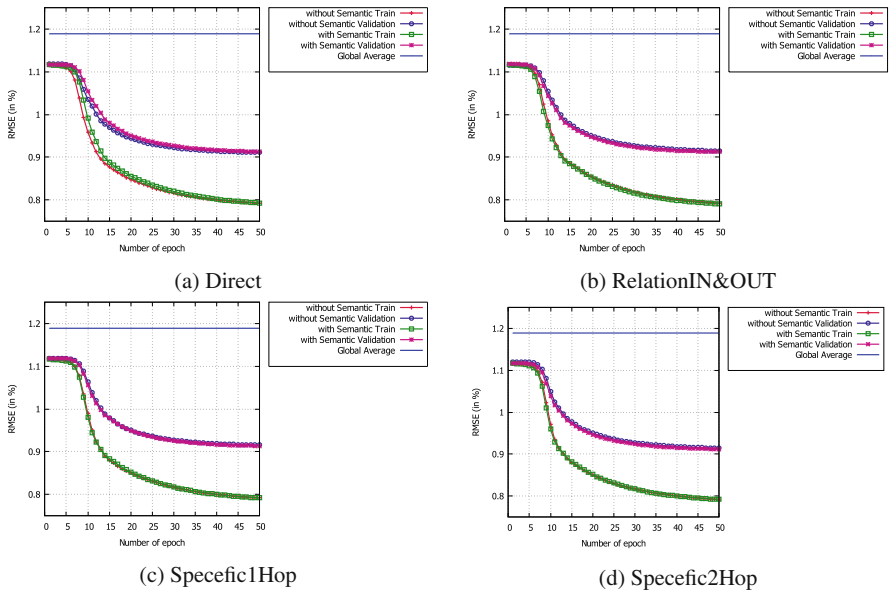 without Semantic Train
without Semantic Validation
with Semantic Train
with Semantic Validation
Global Average
RMSE (in %)
1.2
1.1
1
0.9
0.8
0 5 10 15 20 25 30 35 40 45 50
Number of epoch
(a) Direct
without Semantic Train
without Semantic Validation
with Semantic Train
with Semantic Validation
Global Average
RMSE (in %)
1.2
1.1
1
0.9
0.8
0 5 10 15 20 25 30 35 40 45 50
Number of epoch
(b) RelationIN&OUT
without Semantic Train
without Semantic Validation
with Semantic Train
with Semantic Validation
Global Average
RMSE (in %)
1.2
1.1
1
0.9
0.8
0 5 10 15 20 25 30 35 40 45 50
Number of epoch
(c) Specefic1Hop
without Semantic Train
without Semantic Validation
with Semantic Train
with Semantic Validation
Global Average
RMSE (in %)
1.2
1.1
1
0.9
0.8
0 5 10 15 20 25 30 35 40 45 50
Number of epoch
(d) Specefic2Hop